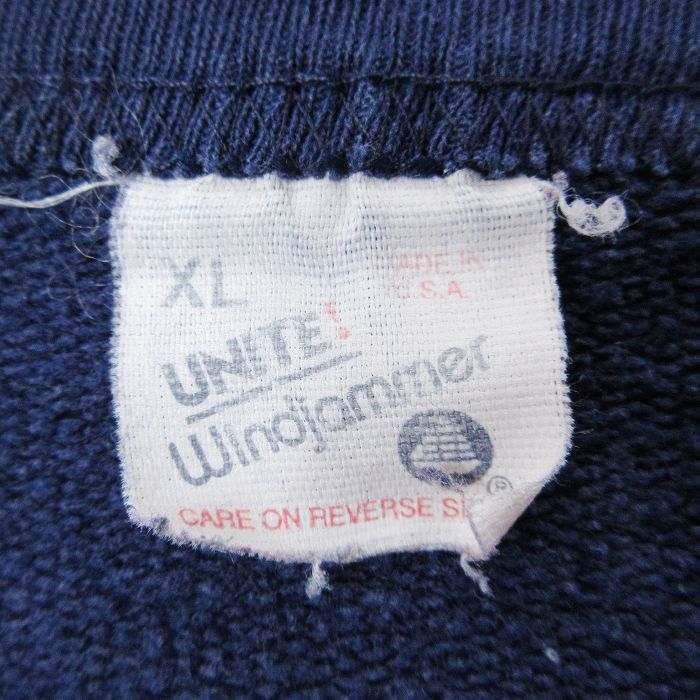 XL
MADE IN
U.S.A.
UNITE!
Windjammer
®
CARE ON REVERSE